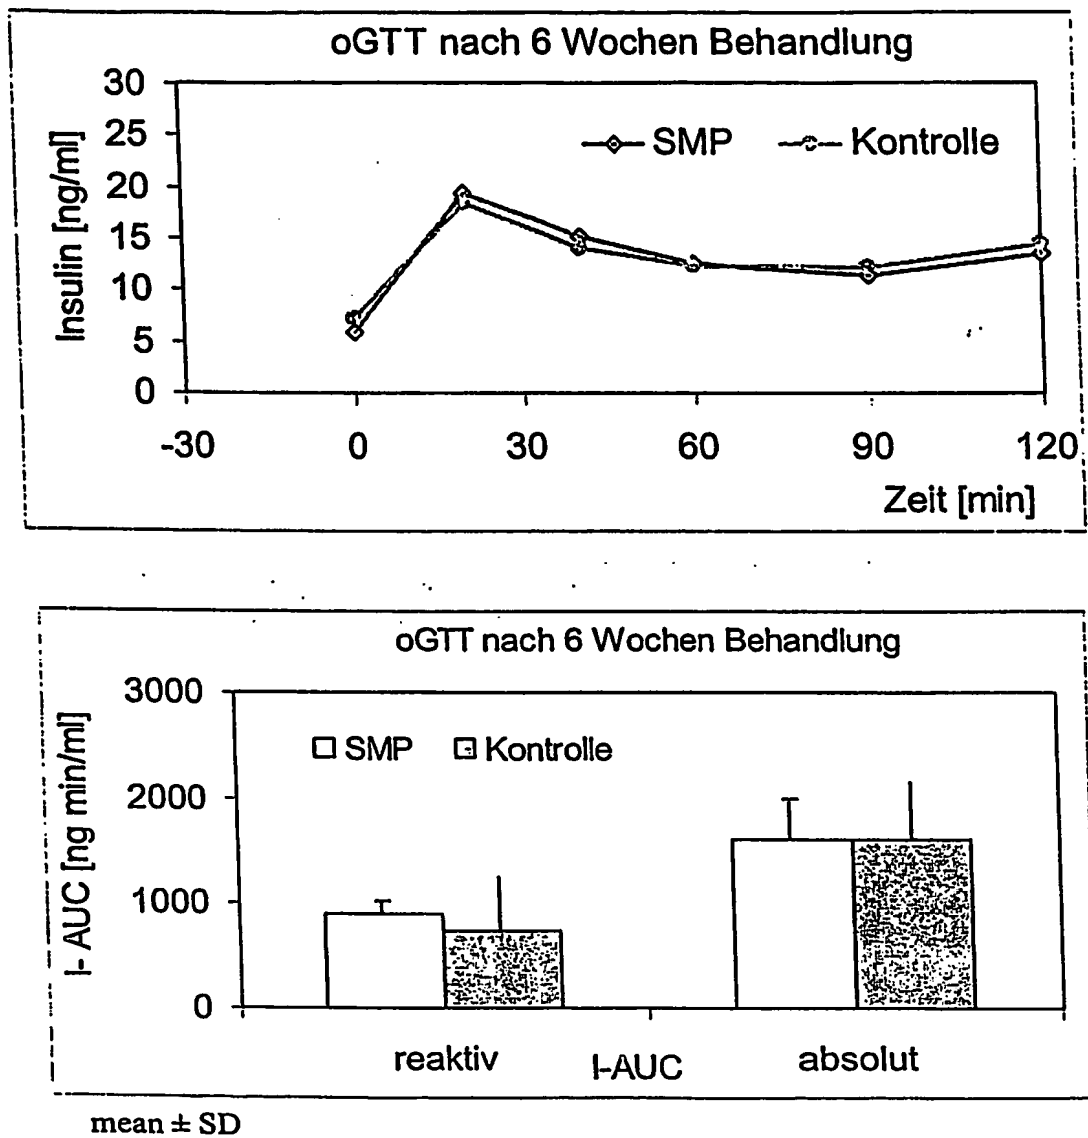 oGTT nach 6 Wochen Behandlung
Insulin [ng/ml]
30
25
20
15
10
5
0
SMP Kontrolle
-30 0 30 60 90 120
Zeit [min]
oGTT nach 6 Wochen Behandlung
I- AUC [ng min/ml]
3000
2000
1000
0
SMP Kontrolle
reaktiv I-AUC absolut
mean ± SD